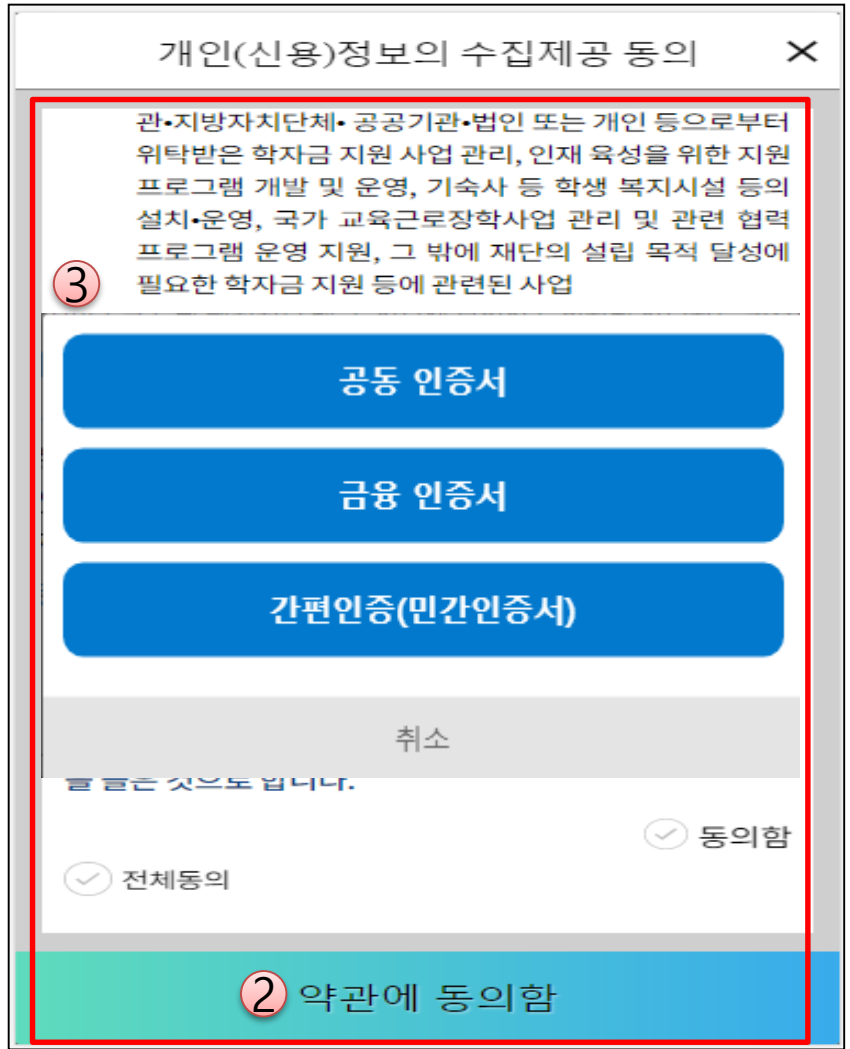 개인(신용)정보의 수집제공 동의 ✕
관•지방자치단체• 공공기관•법인 또는 개인 등으로부터
위탁받은 학자금 지원 사업 관리, 인재 육성을 위한 지원
프로그램 개발 및 운영, 기숙사 등 학생 복지시설 등의
설치•운영, 국가 교육근로장학사업 관리 및 관련 협력
프로그램 운영 지원, 그 밖에 재단의 설립 목적 달성에
필요한 학자금 지원 등에 관련된 사업
③
공동 인증서
금융 인증서
간편인증(민간인증서)
취소
동의함
전체동의
② 약관에 동의함